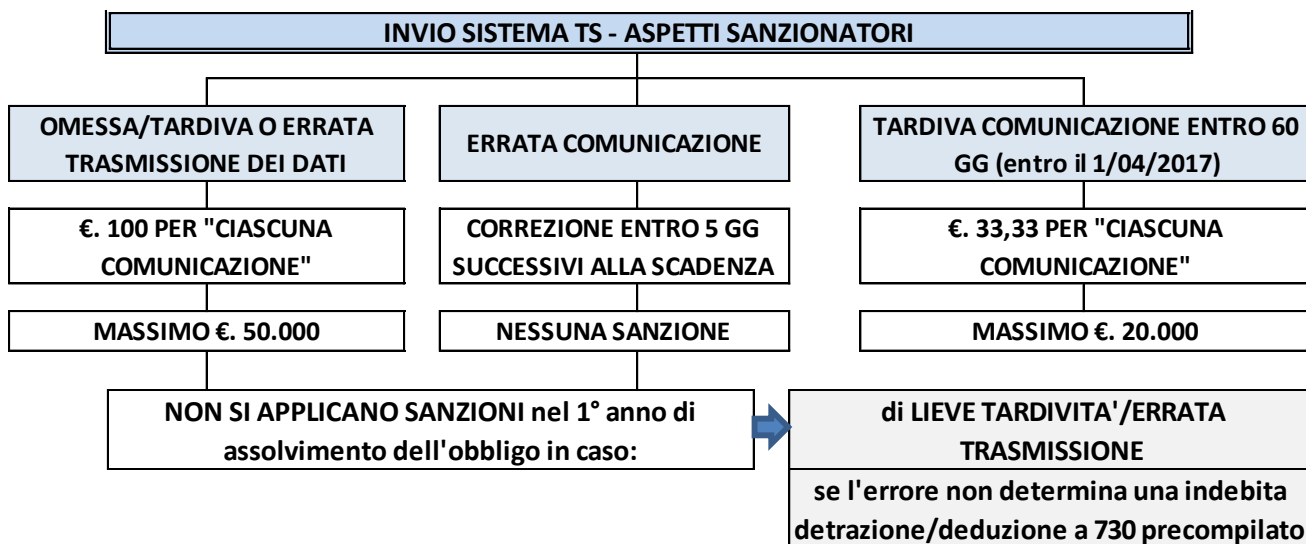 INVIO SISTEMA TS - ASPETTI SANZIONATORI
OMESSA/TARDIVA O ERRATA
TRASMISSIONE DEI DATI
€. 100 PER "CIASCUNA
COMUNICAZIONE"
MASSIMO €. 50.000
ERRATA COMUNICAZIONE
CORREZIONE ENTRO 5 GG
SUCCESSIVI ALLA SCADENZA
NESSUNA SANZIONE
TARDIVA COMUNICAZIONE ENTRO 60
GG (entro il 1/04/2017)
€. 33,33 PER "CIASCUNA
COMUNICAZIONE"
MASSIMO €. 20.000
NON SI APPLICANO SANZIONI nel 1° anno di
assolvimento dell'obbligo in caso:
di LIEVE TARDIVITA'/ERRATA
TRASMISSIONE
se l'errore non determina una indebita
detrazione/deduzione a 730 precompilato